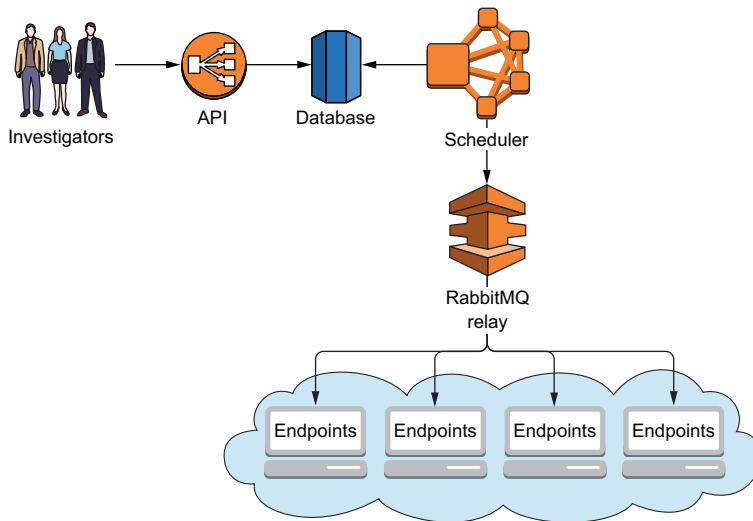 Investigators
API
Database
Scheduler
RabbitMQ
relay
Endpoints
Endpoints
Endpoints
Endpoints